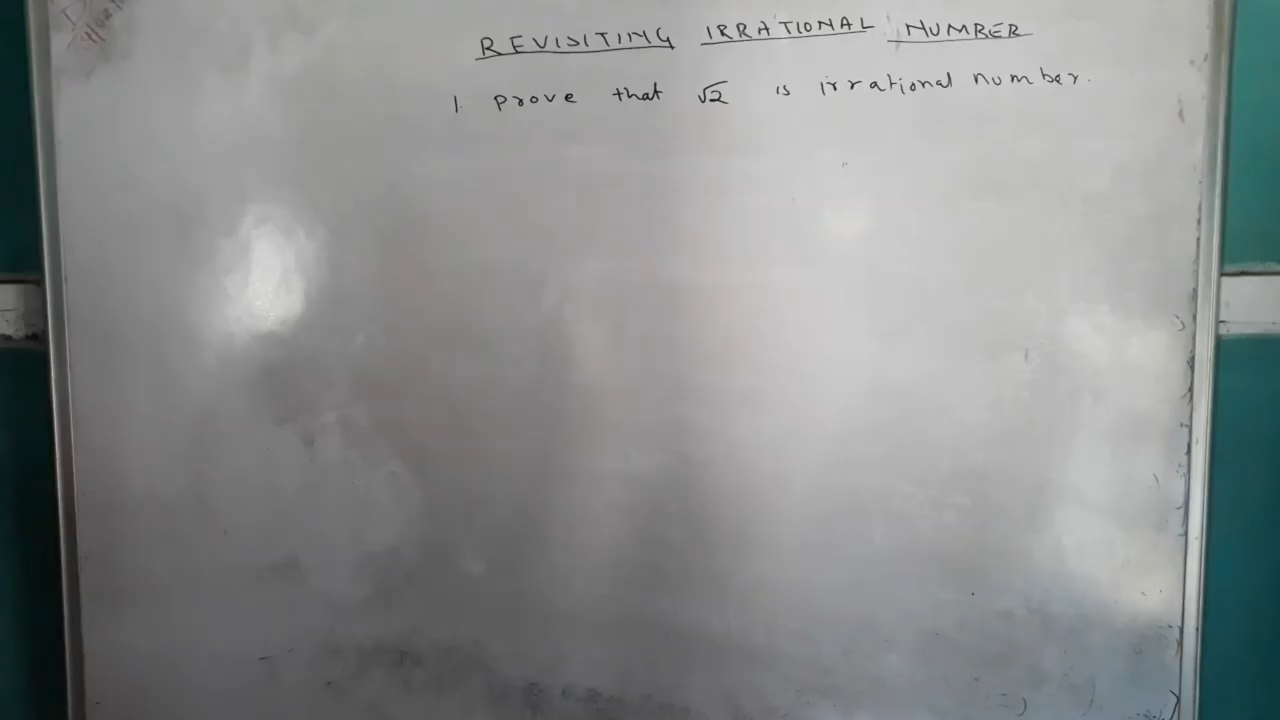 REVISITING IRRATIONAL NUMBER
1. prove that √2 is irrational number.